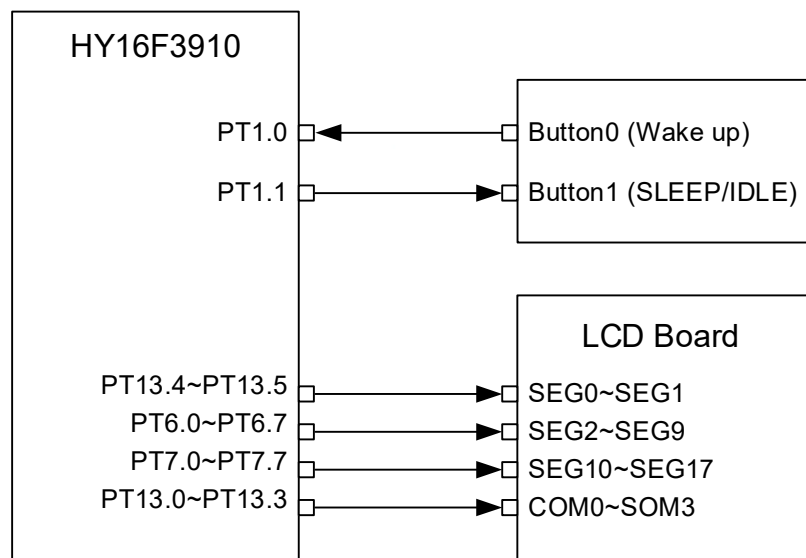 HY16F3910
PT1.0
Button0 (Wake up)
PT1.1
Button1 (SLEEP/IDLE)
LCD Board
PT13.4~PT13.5
SEG0~SEG1
PT6.0~PT6.7
SEG2~SEG9
PT7.0~PT7.7
SEG10~SEG17
PT13.0~PT13.3
COM0~SOM3